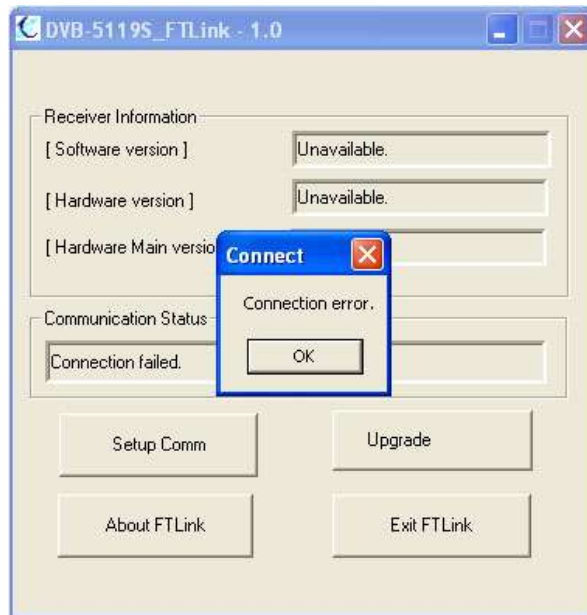 DVB-5119S_FTLink - 1.0
Receiver Information
[ Software version ]
Unavailable.
[ Hardware version ]
Unavailable.
[ Hardware Main
Connect
Connection error.
OK
Communication Status
Connection failed.
Setup Comm
Upgrade
About FTLink
Exit FTLink